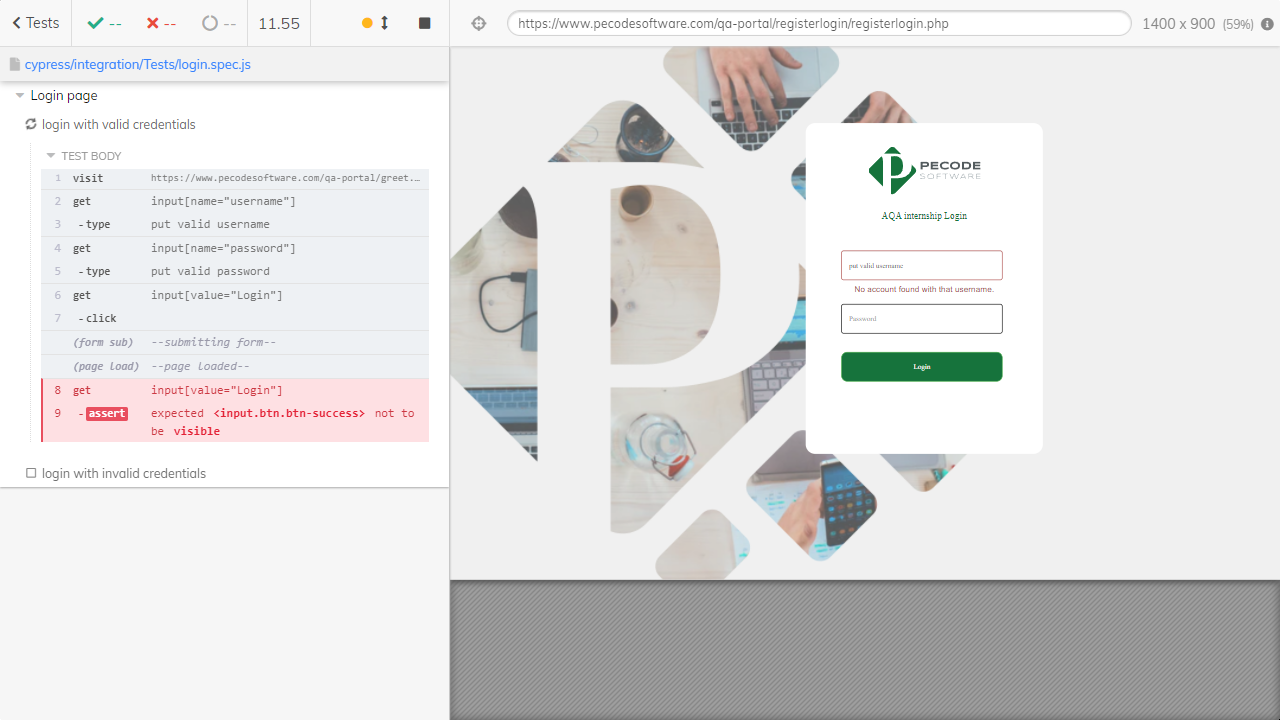 Tests
--
--
--
11.55
https://www.pecodesoftware.com/qa-portal/registerlogin/registerlogin.php
1400 x 900 (59%)
cypress/integration/Tests/login.spec.js
Login page
login with valid credentials
TEST BODY
1 visit https://www.pecodesoftware.com/qa-portal/greet...
2 get input[name="username"]
3 -type put valid username
4 get input[name="password"]
5 -type put valid password
6 get input[value="Login"]
7 -click
(form sub) --submitting form--
(page load) --page loaded--
8 get input[value="Login"]
9 -assert expected <input.btn.btn-success> not to
be visible
login with invalid credentials
PECODE
SOFTWARE
AQA internship Login
put valid username
No account found with that username.
Password
Login